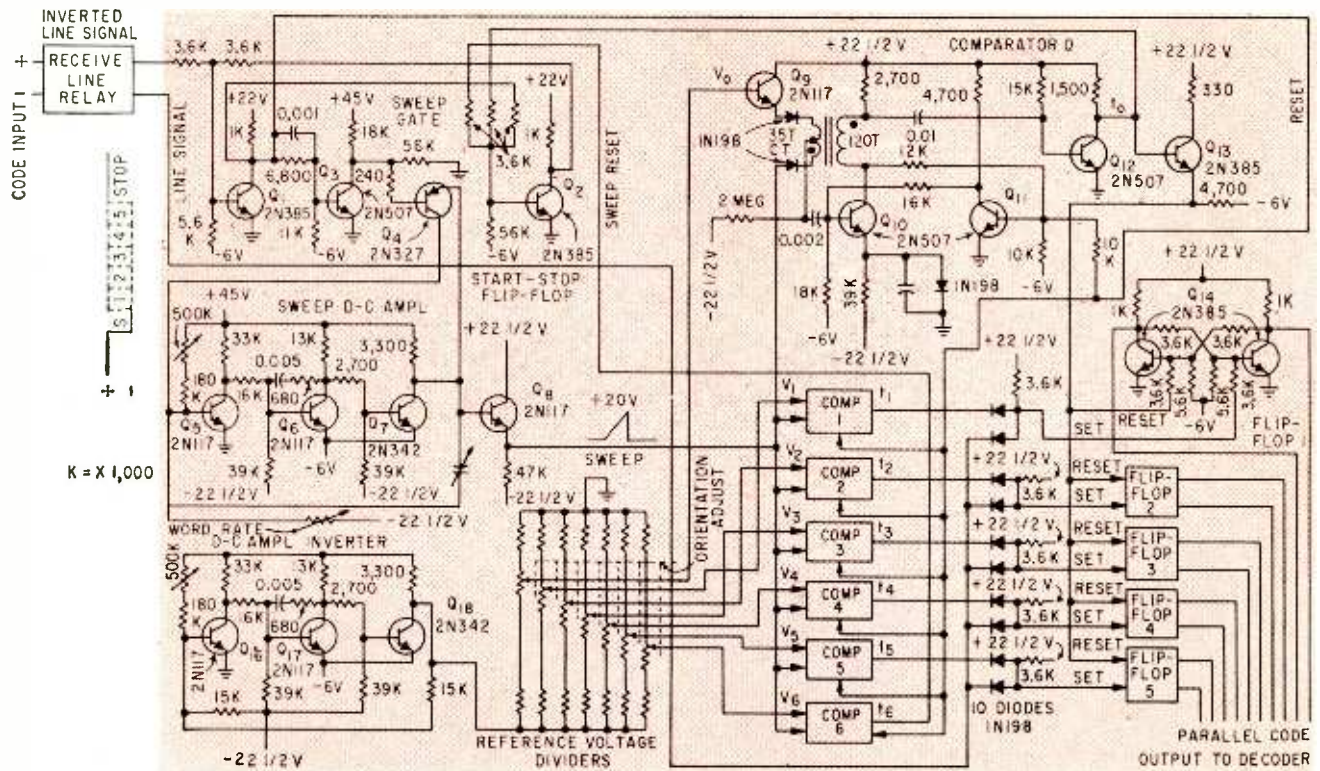 INVERTED
LINE SIGNAL
+
RECEIVE
LINE
RELAY
CODE INPUT
3.6K
3.6K
LINE SIGNAL
+22V
1K
0.001
6,800
Q1
2N385
5.6K
-6V
+45V
18K
SWEEP
GATE
56K
240
Q3
2N507
11K
-6V
Q4
2N327
3.6K
+22V
1K
Q2
2N385
56K
-6V
START-STOP
FLIP-FLOP
SWEEP RESET
S 1 2 3 4 5 STOP
+
K = X 1,000
+45V
SWEEP D-C AMPL
500K
33K
13K
3,300
0.005
2,700
180
K
16K
680
Q5
2N117
Q6
2N117
Q7
2N342
39K
-6V
39K
-22 1/2V
-22 1/2 V
+22 1/2 V
Q8
2N117
47K
-22 1/2V
+20V
SWEEP
WORD RATE
-22 1/2 V
D-C AMPL INVERTER
500K
33K
13K
3,300
0.005
2,700
180
K
16K
680
2N117
Q17
2N117
Q18
2N342
15K
39K
-6V
39K
15K
-22 1/2V
ORIENTATION
ADJUST
REFERENCE VOLTAGE
DIVIDERS
+22 1/2 V
COMPARATOR 0
V0
Q9
2N117
2,700
4,700
15K
1,500
t0
+22 1/2V
330
RESET
1N198
35T
CT
120T
0.01
12K
Q12
2N507
Q13
2N385
4,700
-6V
16K
2 MEG
0.002
Q10
2N507
Q11
-22 1/2V
18K
-6V
39K
1N198
10K
-6V
10
K
-22 1/2V
+22 1/2 V
1K
Q14
2N385
1K
3.6K
3.6K
3.6K
5.6K
5.6K
3.6K
RESET
-6V
SET
FLIP-
FLOP 1
+22 1/2V
3.6K
V1
COMP
1
t1
V2
COMP
2
t2
+22 1/2V
3.6K
RESET
SET
FLIP-
FLOP
2
V3
COMP
3
t3
+22 1/2V
3.6K
RESET
SET
FLIP-
FLOP
3
V4
COMP
4
t4
+22 1/2V
3.6K
RESET
SET
FLIP-
FLOP
4
V5
COMP
5
t5
+22 1/2V
3.6K
RESET
SET
FLIP-
FLOP
5
V6
COMP
6
t6
10 DIODES
1N198
PARALLEL CODE
OUTPUT TO DECODER